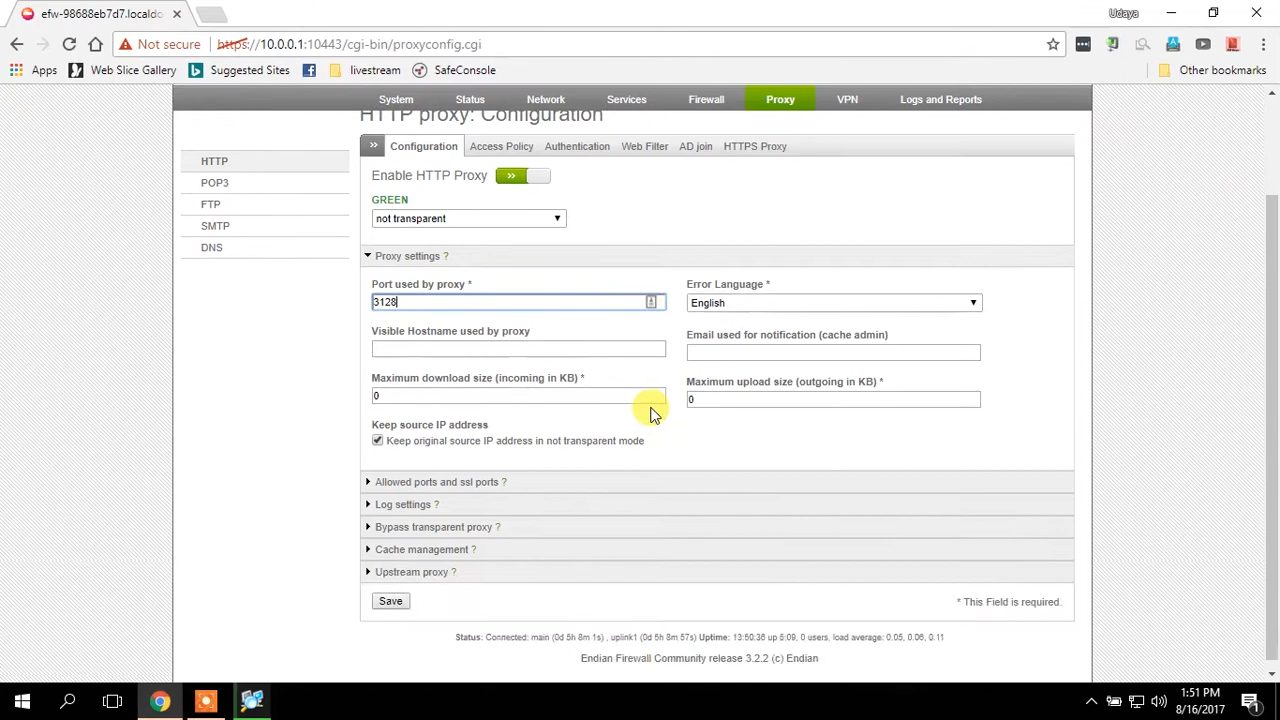 efw-98688eb7d7.localdo
Udaya
Not secure
https://10.0.0.1:10443/cgi-bin/proxyconfig.cgi
Apps
Web Slice Gallery
Suggested Sites
livestream
SafeConsole
Other bookmarks
System
Status
Network
Services
Firewall
Proxy
VPN
Logs and Reports
HTTP proxy: Configuration
HTTP
POP3
FTP
SMTP
DNS
>>
Configuration
Access Policy
Authentication
Web Filter
AD join
HTTPS Proxy
Enable HTTP Proxy >>
GREEN
not transparent
Proxy settings ?
Port used by proxy *
3128
Error Language *
English
Visible Hostname used by proxy
Email used for notification (cache admin)
Maximum download size (incoming in KB) *
0
Maximum upload size (outgoing in KB) *
0
Keep source IP address
Keep original source IP address in not transparent mode
Allowed ports and ssl ports ?
Log settings ?
Bypass transparent proxy ?
Cache management ?
Upstream proxy ?
Save
* This Field is required.
Status: Connected: main (0d 5h 8m 1s) , uplink1 (0d 5h 8m 57s) Uptime: 13:50:36 up 5:09, 0 users, load average: 0.05, 0.06, 0.11
Endian Firewall Community release 3.2.2 (c) Endian
1:51 PM
8/16/2017
1